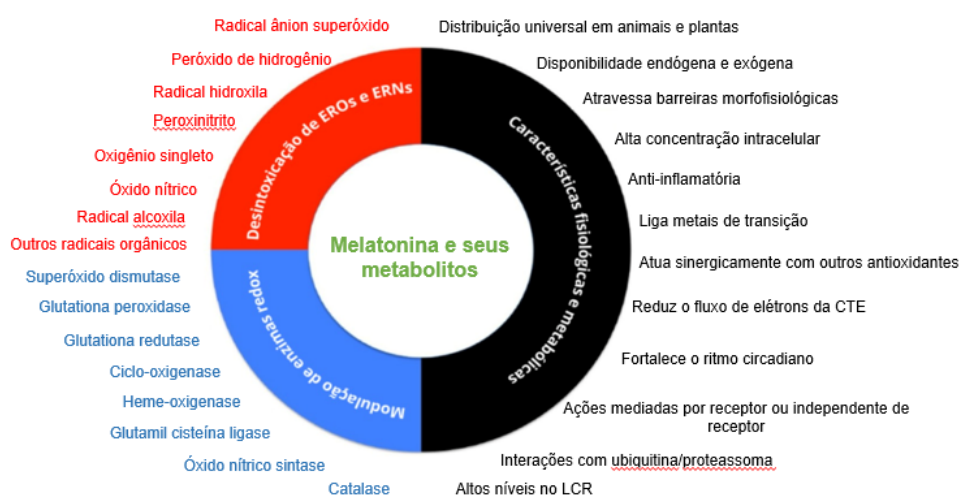 Radical ânion superóxido
Peróxido de hidrogênio
Radical hidroxila
Peroxinitrito
Oxigênio singleto
Óxido nítrico
Radical alcoxila
Outros radicais orgânicos
Superóxido dismutase
Glutationa peroxidase
Glutationa redutase
Ciclo-oxigenase
Heme-oxigenase
Glutamil cisteína ligase
Óxido nítrico sintase
Catalase
Desintoxicação de EROs e ERNs
Modulação de enzimas redox
Melatonina e seus
metabolitos
Características fisiológicas e metabólicas
Distribuição universal em animais e plantas
Disponibilidade endógena e exógena
Atravessa barreiras morfofisiológicas
Alta concentração intracelular
Anti-inflamatória
Liga metais de transição
Atua sinergicamente com outros antioxidantes
Reduz o fluxo de elétrons da CTE
Fortalece o ritmo circadiano
Ações mediadas por receptor ou independente de
receptor
Interações com ubiquitina/proteassoma
Altos níveis no LCR